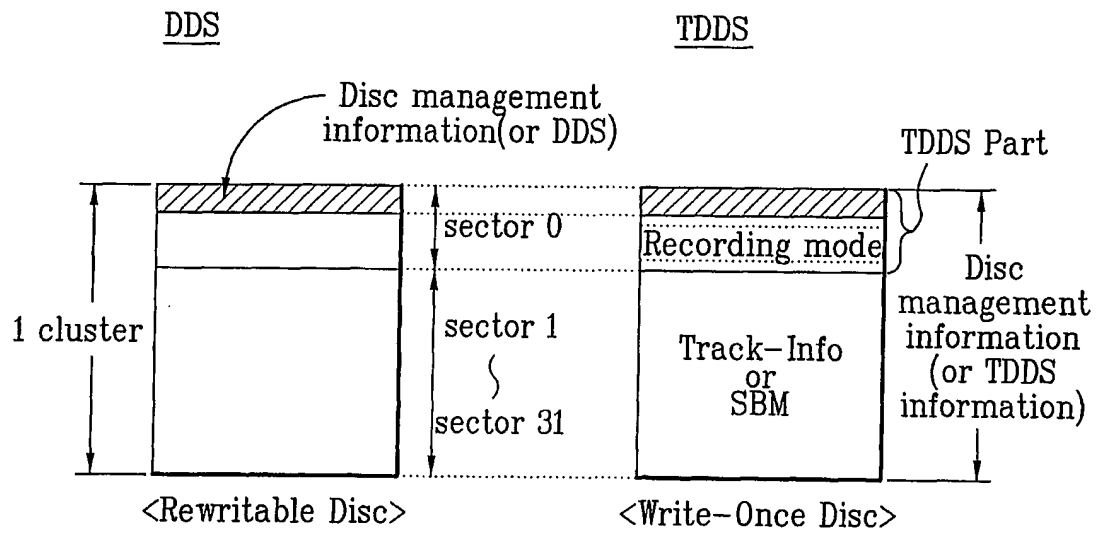 DDS
TDDS
Disc management
information(or DDS)
TDDS Part
sector 0
Recording mode
1 cluster
sector 1
sector 31
Track-Info
or
SBM
Disc
management
information
(or TDDS
information)
<Rewritable Disc>
<Write-Once Disc>